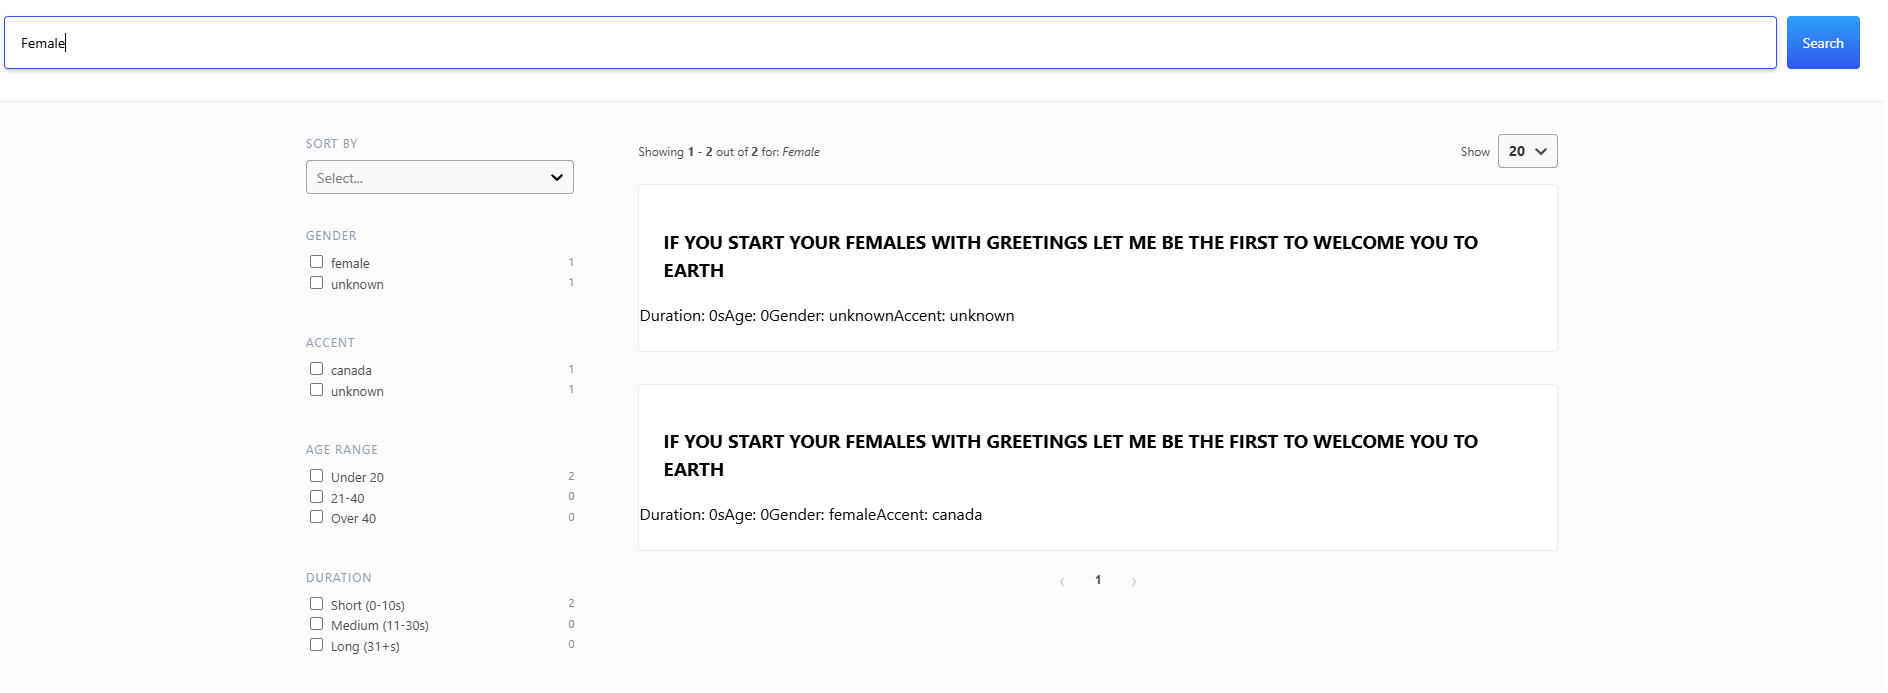 Female
Search
SORT BY
Select...
GENDER
female 1
unknown 1
ACCENT
canada 1
unknown 1
AGE RANGE
Under 20 2
21-40 0
Over 40 0
DURATION
Short (0-10s) 2
Medium (11-30s) 0
Long (31+s) 0
Showing 1 - 2 out of 2 for: Female
Show 20
IF YOU START YOUR FEMALES WITH GREETINGS LET ME BE THE FIRST TO WELCOME YOU TO
EARTH
Duration: 0sAge: 0Gender: unknownAccent: unknown
IF YOU START YOUR FEMALES WITH GREETINGS LET ME BE THE FIRST TO WELCOME YOU TO
EARTH
Duration: 0sAge: 0Gender: femaleAccent: canada
‹ 1 ›